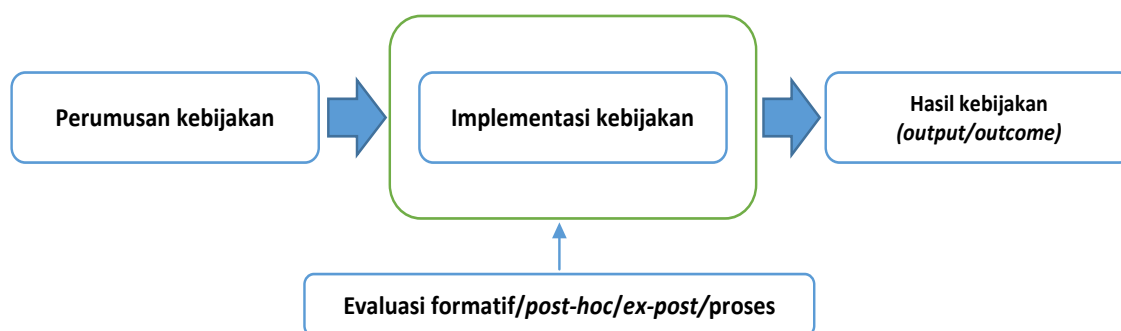 Perumusan kebijakan
Implementasi kebijakan
Hasil kebijakan
(output/outcome)
Evaluasi formatif/post-hoc/ex-post/proses